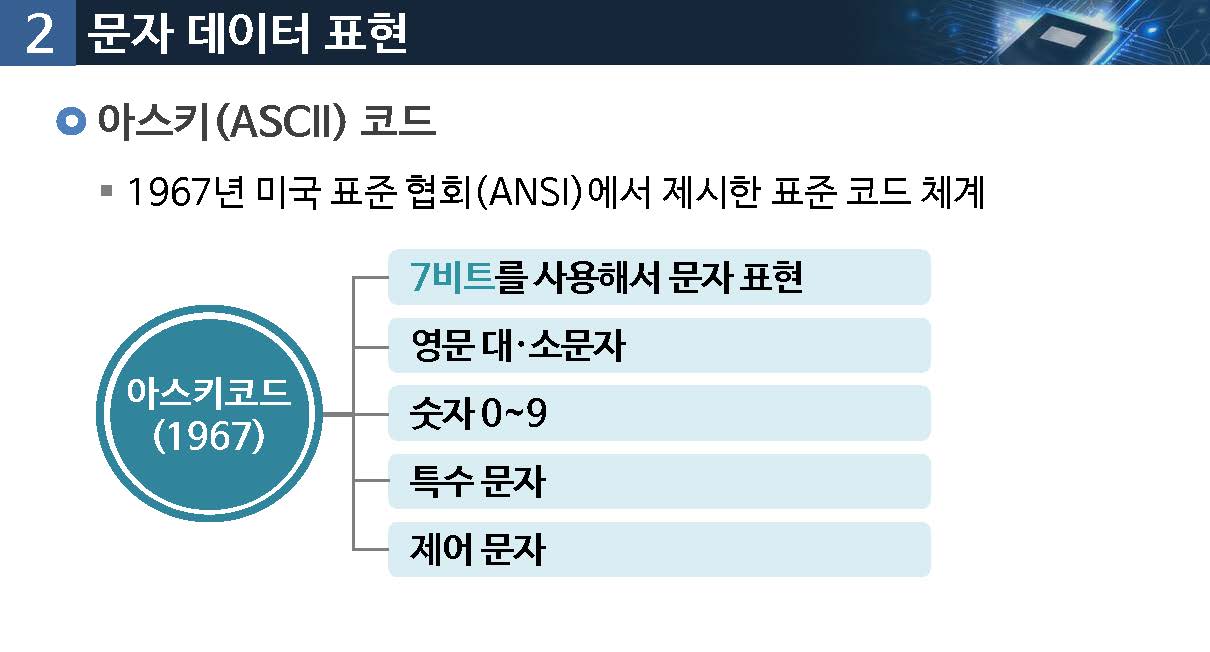 2 문자 데이터 표현
아스키(ASCII) 코드
1967년 미국 표준 협회(ANSI)에서 제시한 표준 코드 체계
아스키코드
(1967)
7비트를 사용해서 문자 표현
영문 대·소문자
숫자 0~9
특수 문자
제어 문자